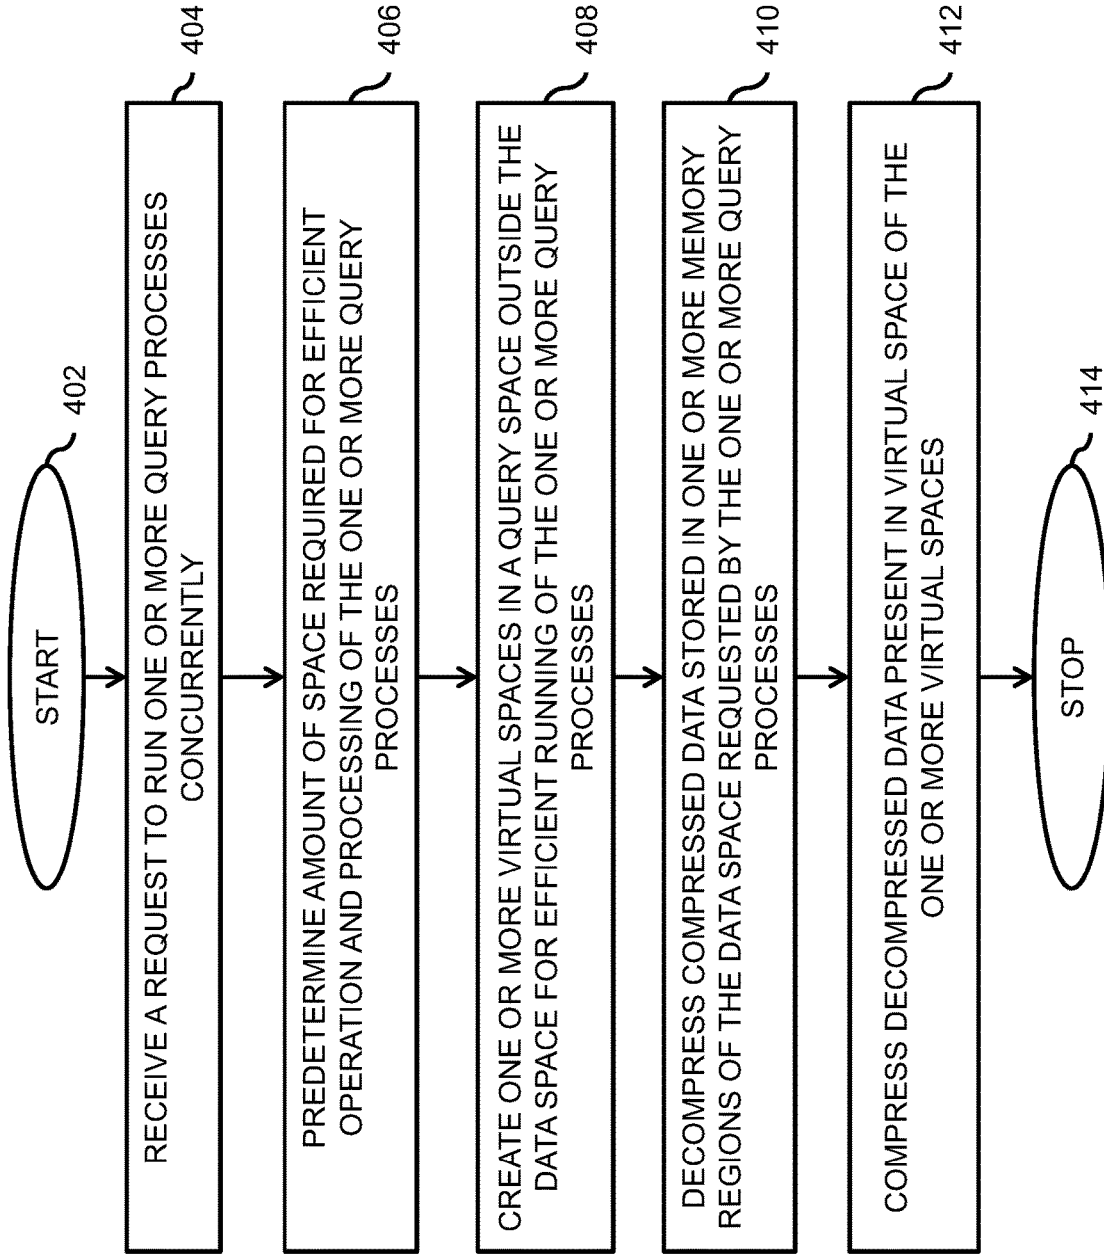 START
402
RECEIVE A REQUEST TO RUN ONE OR MORE QUERY PROCESSES
CONCURRENTLY
404
PREDETERMINE AMOUNT OF SPACE REQUIRED FOR EFFICIENT
OPERATION AND PROCESSING OF THE ONE OR MORE QUERY
PROCESSES
406
CREATE ONE OR MORE VIRTUAL SPACES IN A QUERY SPACE OUTSIDE THE
DATA SPACE FOR EFFICIENT RUNNING OF THE ONE OR MORE QUERY
PROCESSES
408
DECOMPRESS COMPRESSED DATA STORED IN ONE OR MORE MEMORY
REGIONS OF THE DATA SPACE REQUESTED BY THE ONE OR MORE QUERY
PROCESSES
410
COMPRESS DECOMPRESSED DATA PRESENT IN VIRTUAL SPACE OF THE
ONE OR MORE VIRTUAL SPACES
412
STOP
414